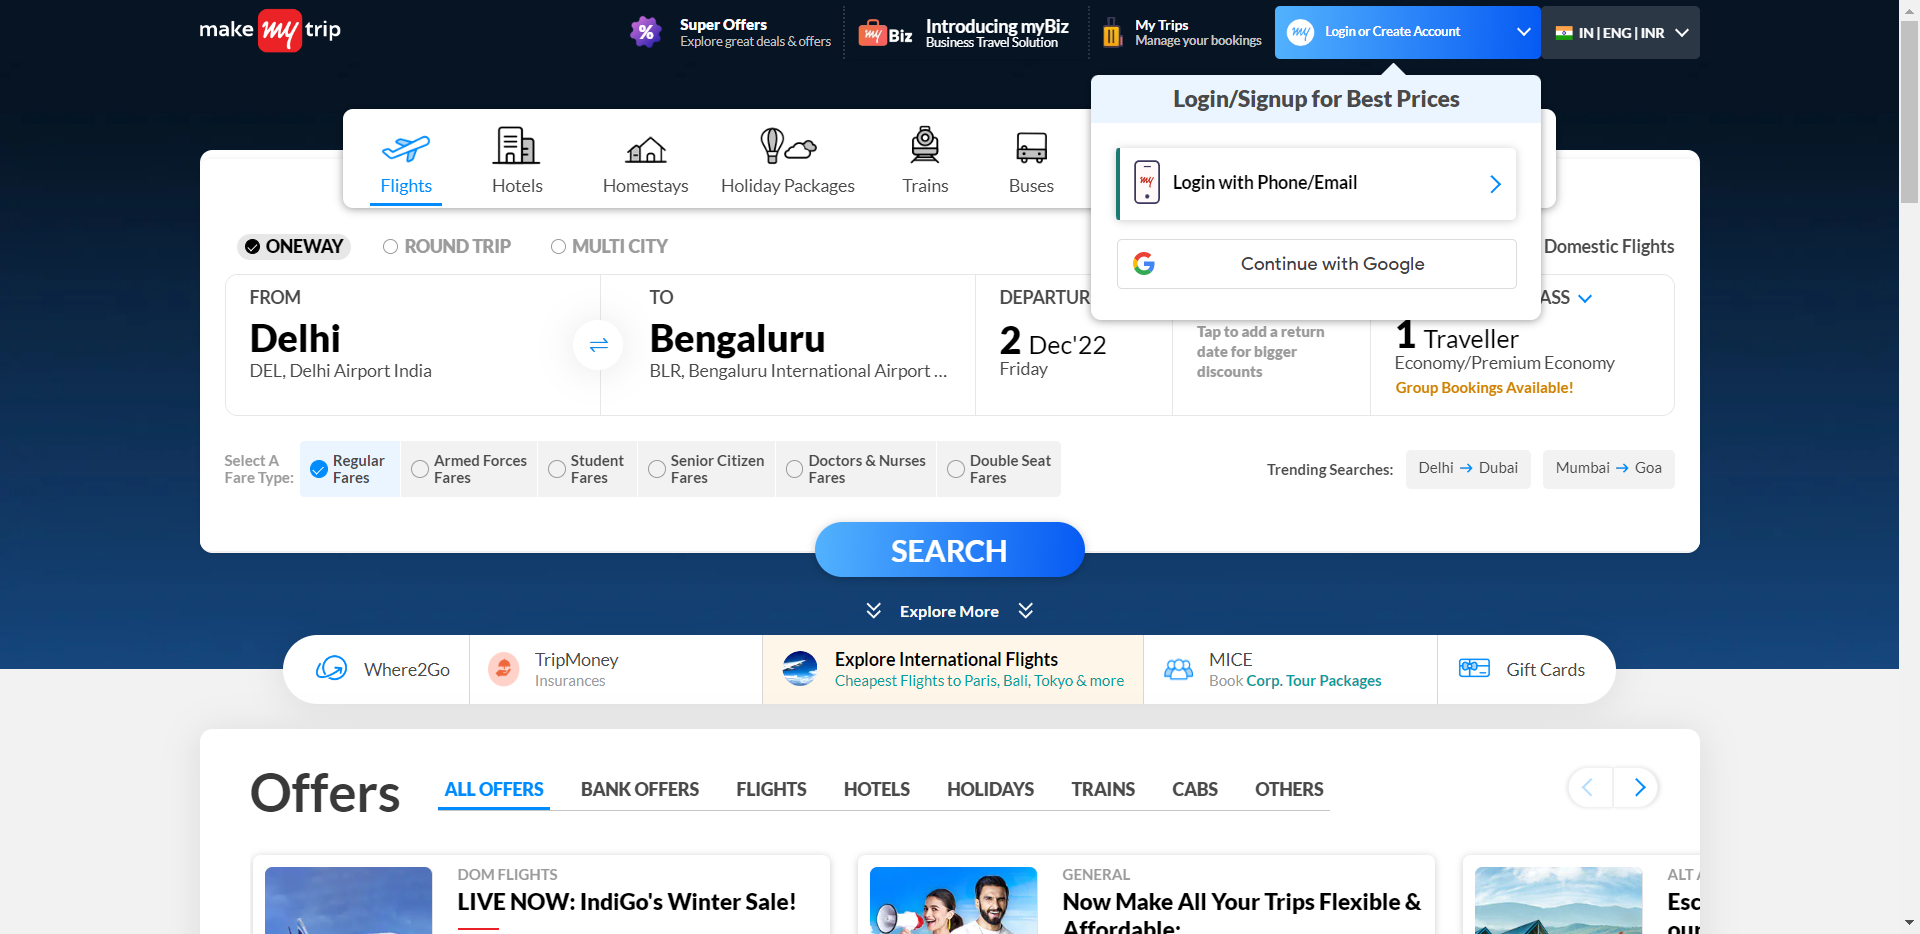 make my trip
%
Super Offers
Explore great deals & offers
my Biz
Introducing myBiz
Business Travel Solution
My Trips
Manage your bookings
my
Login or Create Account
IN | ENG | INR
Login/Signup for Best Prices
my
Login with Phone/Email
Continue with Google
Flights
Hotels
Homestays
Holiday Packages
Trains
Buses
ONEWAY
ROUND TRIP
MULTI CITY
Domestic Flights
FROM
Delhi
DEL, Delhi Airport India
TO
Bengaluru
BLR, Bengaluru International Airport ...
DEPARTUR
2 Dec'22
Friday
Tap to add a return
date for bigger
discounts
ASS
1 Traveller
Economy/Premium Economy
Group Bookings Available!
Select A
Fare Type:
Regular
Fares
Armed Forces
Fares
Student
Fares
Senior Citizen
Fares
Doctors & Nurses
Fares
Double Seat
Fares
Trending Searches:
Delhi → Dubai
Mumbai → Goa
SEARCH
Explore More
Where2Go
TripMoney
Insurances
Explore International Flights
Cheapest Flights to Paris, Bali, Tokyo & more
MICE
Book Corp. Tour Packages
Gift Cards
Offers
ALL OFFERS
BANK OFFERS
FLIGHTS
HOTELS
HOLIDAYS
TRAINS
CABS
OTHERS
DOM FLIGHTS
LIVE NOW: IndiGo's Winter Sale!
GENERAL
Now Make All Your Trips Flexible &
Affordable:
ALT A
Esc
our